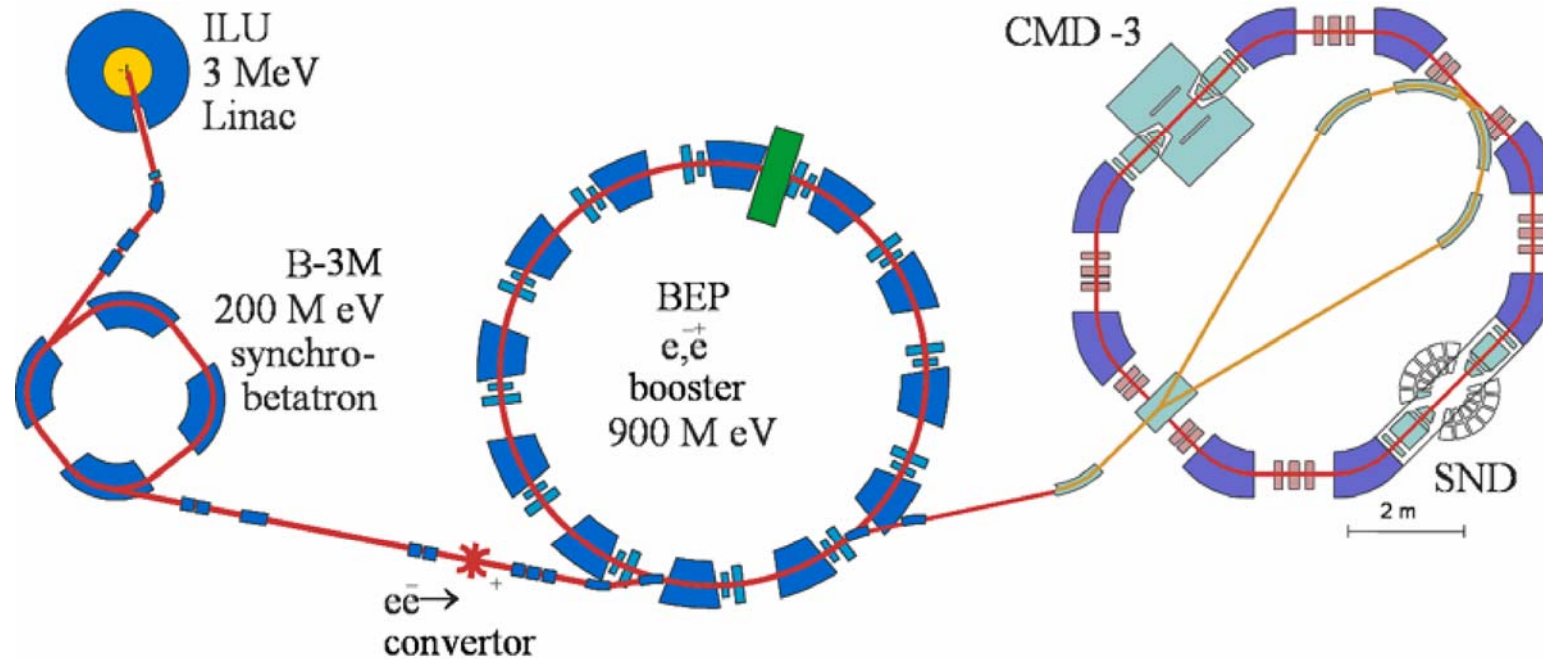 ILU
3 MeV
Linac
B-3M
200 M eV
synchro-
betatron
BEP
e,e
- +
booster
900 M eV
ee →
- +
convertor
CMD -3
SND
2 m